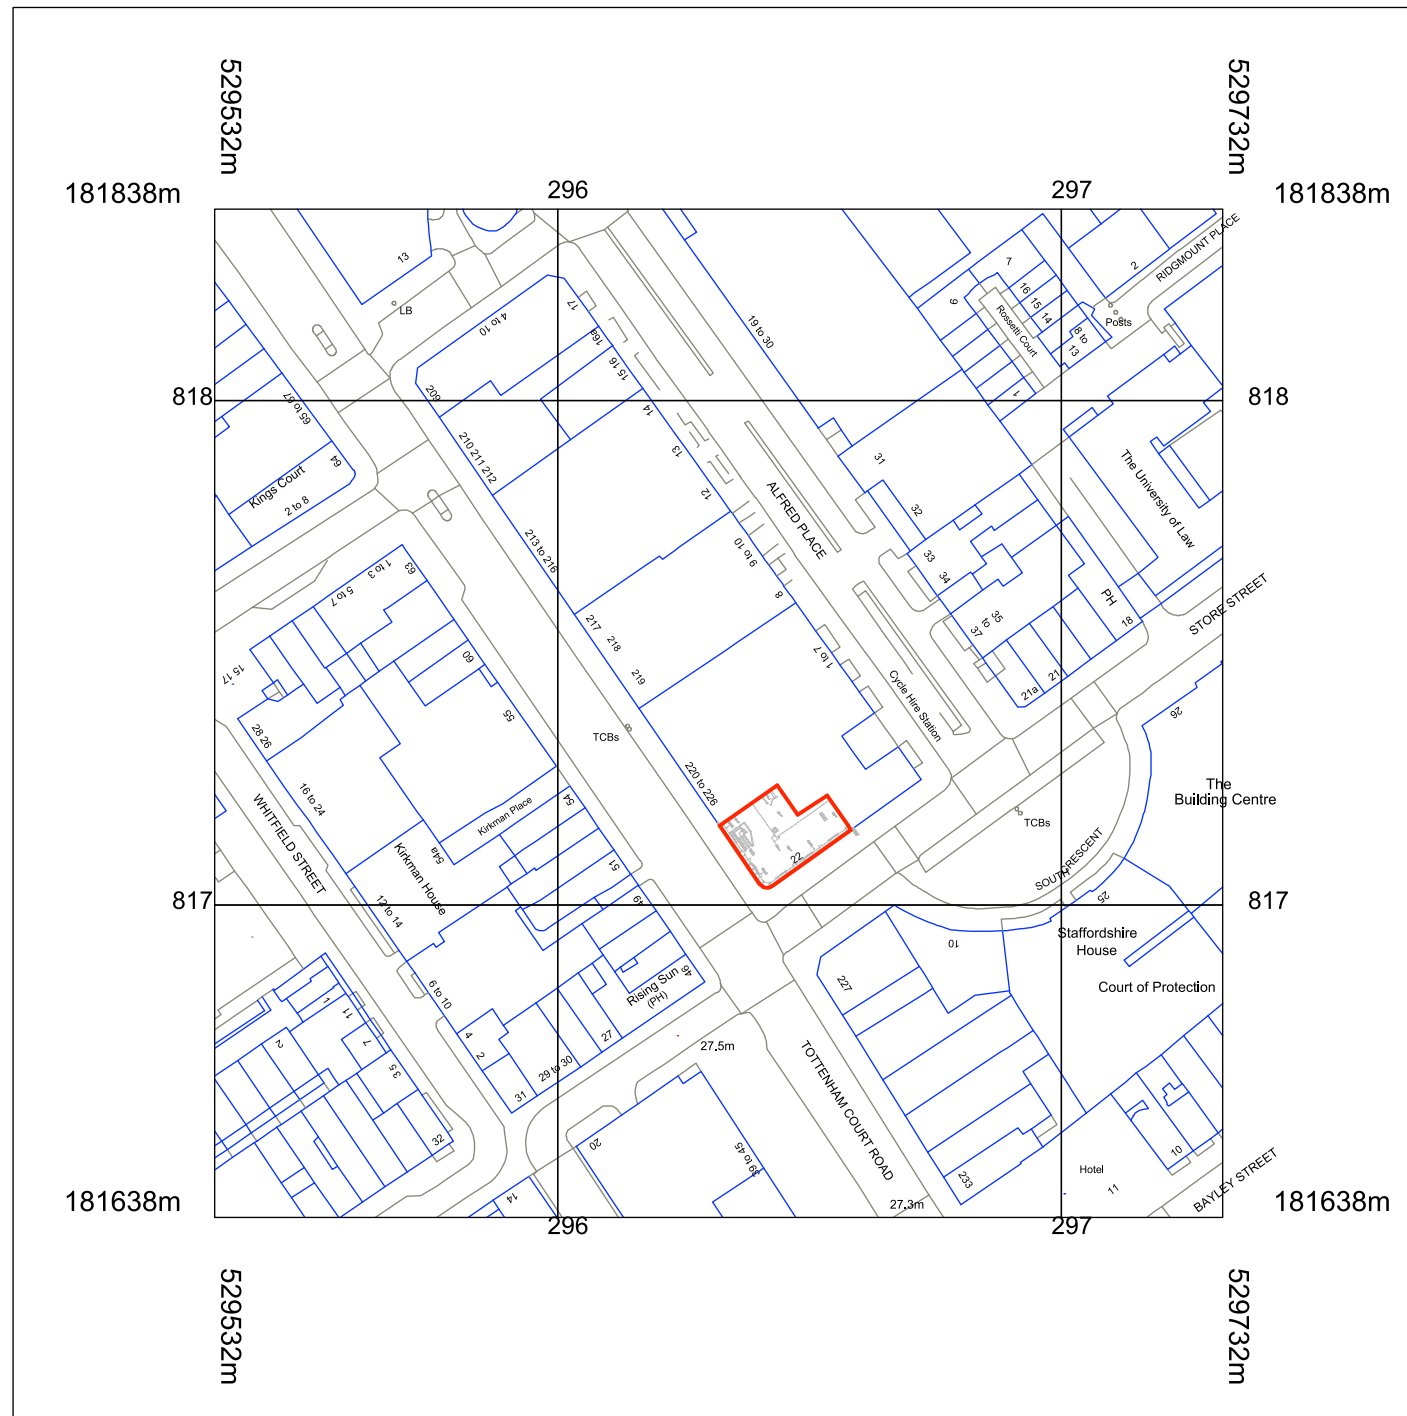 529532m
529732m
181838m
296
297
181838m
RIDGMOUNT PLACE
2
13
7
LB
17
4 to 10
16a
15 16
19 to 30
9
16
15
14
Rossetti Court
8 to
13
Posts
1
818
818
209
14
65 to 67
64
Kings Court
2 to 8
210 211 212
13
12
ALFRED PLACE
31
32
The University of Law
213 to 216
9 to 10
8
33
34
PH
18
STORE STREET
63
1 to 3
5 to 7
217
218
219
35
to
37
21a
21
15 17
60
1 to 7
Cycle Hire Station
28 26
55
TCBs
26
220 to 226
The
Building Centre
16 to 24
54
Kirkman Place
WHITFIELD STREET
54a
Kirkman House
51
22
TCBs
SOUTH CRESCENT
817
817
12 to 14
49
25
10
Staffordshire
House
Court of Protection
46
Rising Sun
(PH)
227
6 to 10
4
2
27
29 to 30
31
27.5m
1
11
7
2
3 5
32
TOTTENHAM COURT ROAD
20
39 to 45
14
233
27.3m
Hotel
11
10
BAYLEY STREET
181638m
296
297
181638m
529532m
529732m